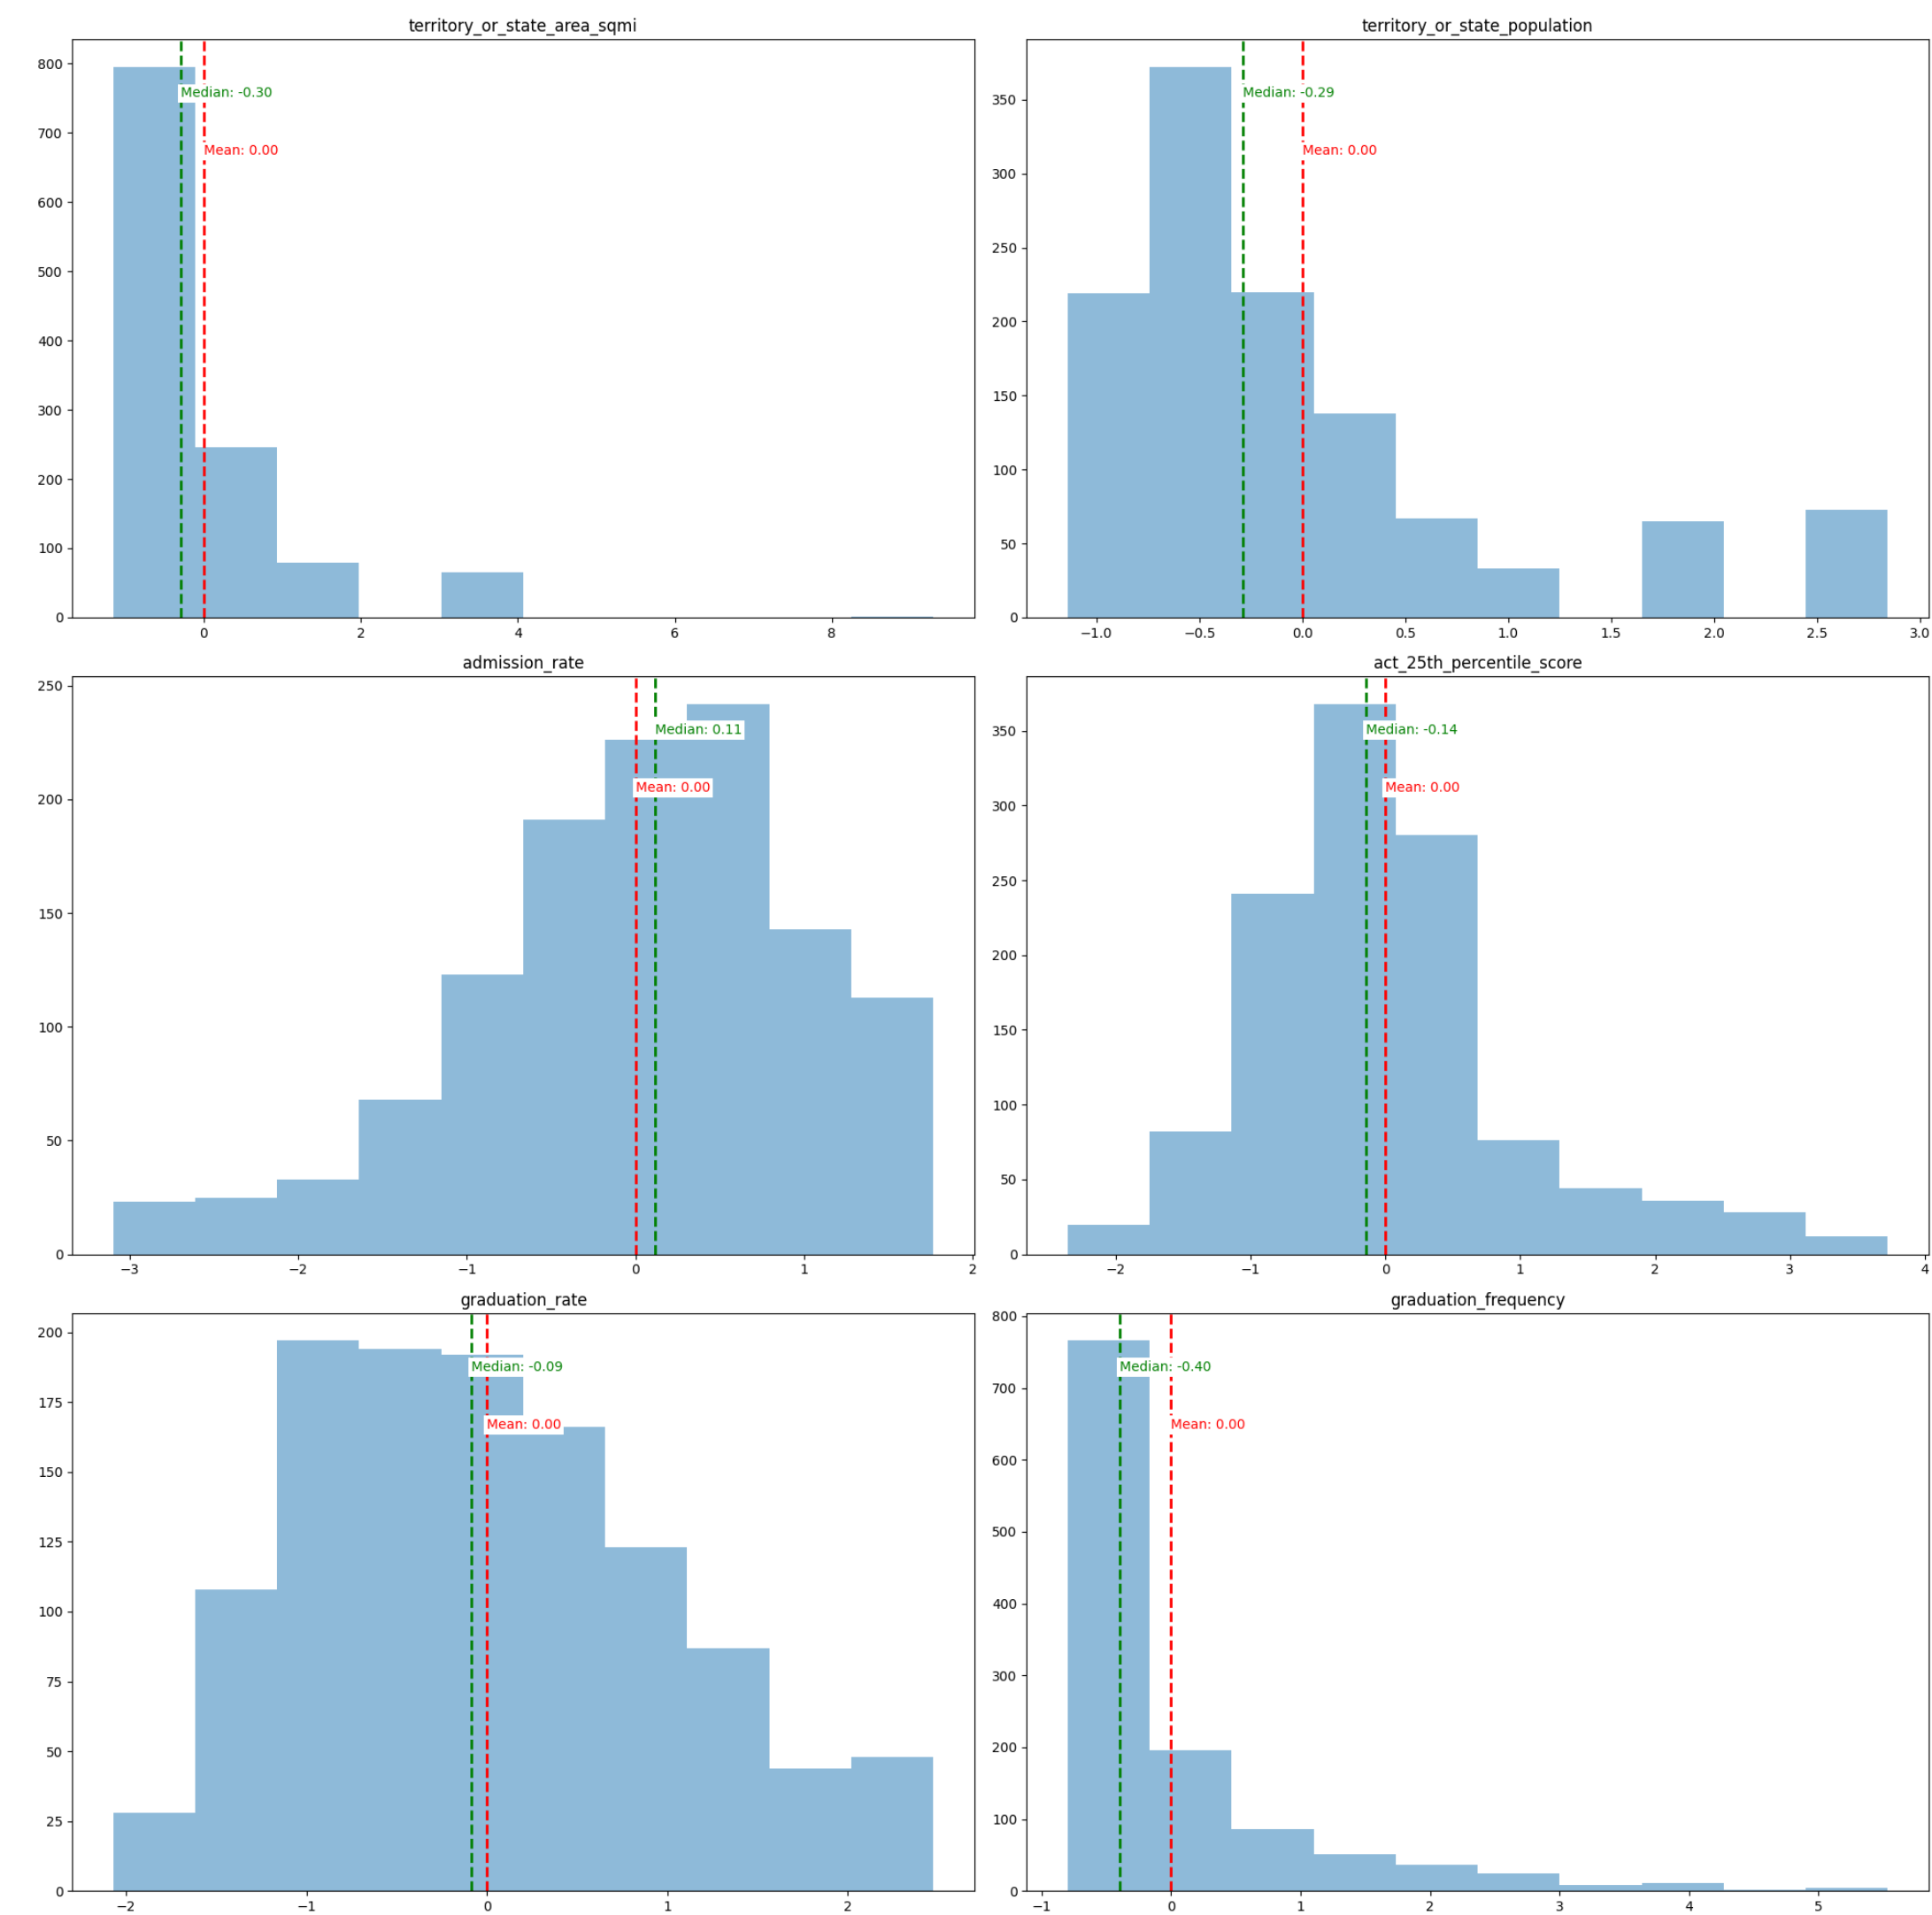 territory_or_state_area_sqmi
800
700
600
500
400
300
200
100
0
Median: -0.30
Mean: 0.00
0 2 4 6 8
territory_or_state_population
350
300
250
200
150
100
50
0
Median: -0.29
Mean: 0.00
−1.0 −0.5 0.0 0.5 1.0 1.5 2.0 2.5 3.0
admission_rate
250
200
150
100
50
0
Median: 0.11
Mean: 0.00
−3 −2 −1 0 1 2
act_25th_percentile_score
350
300
250
200
150
100
50
0
Median: -0.14
Mean: 0.00
−2 −1 0 1 2 3 4
graduation_rate
200
175
150
125
100
75
50
25
0
Median: -0.09
Mean: 0.00
−2 −1 0 1 2
graduation_frequency
800
700
600
500
400
300
200
100
0
Median: -0.40
Mean: 0.00
−1 0 1 2 3 4 5